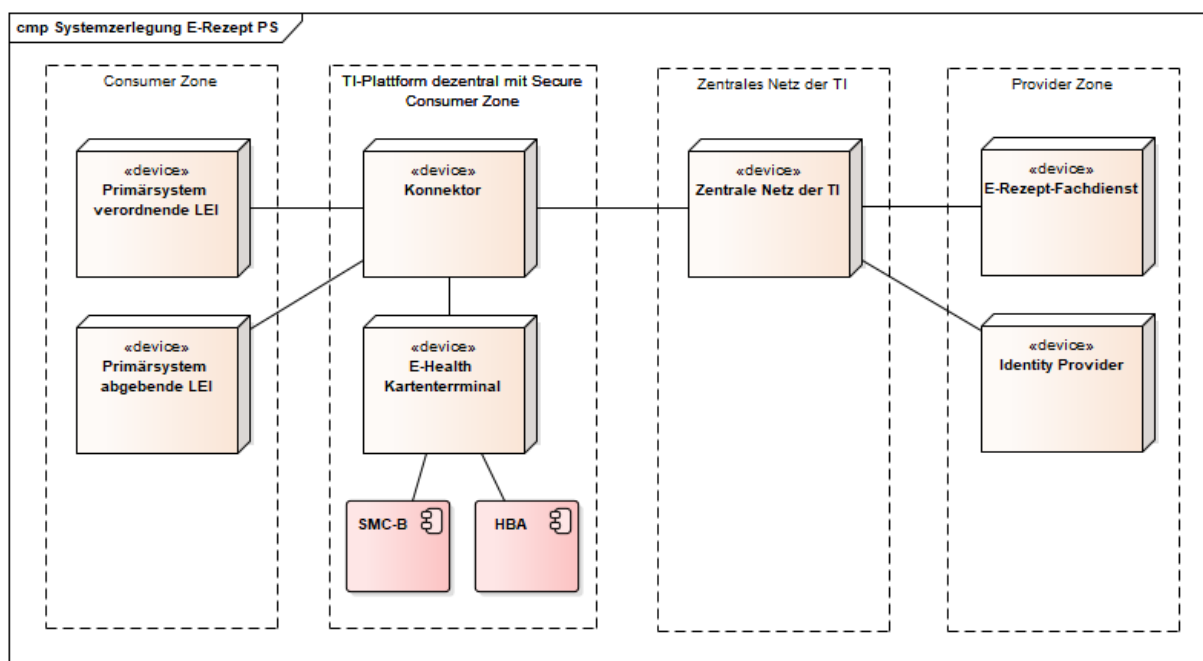 cmp Systemzerlegung E-Rezept PS
Consumer Zone
«device»
Primärsystem
verordnende LEI
«device»
Primärsystem
abgebende LEI
TI-Plattform dezentral mit Secure
Consumer Zone
«device»
Konnektor
«device»
E-Health
Kartenterrminal
SMC-B
HBA
Zentrales Netz der TI
«device»
Zentrale Netz der TI
Provider Zone
«device»
E-Rezept-Fachdienst
«device»
Identity Provider